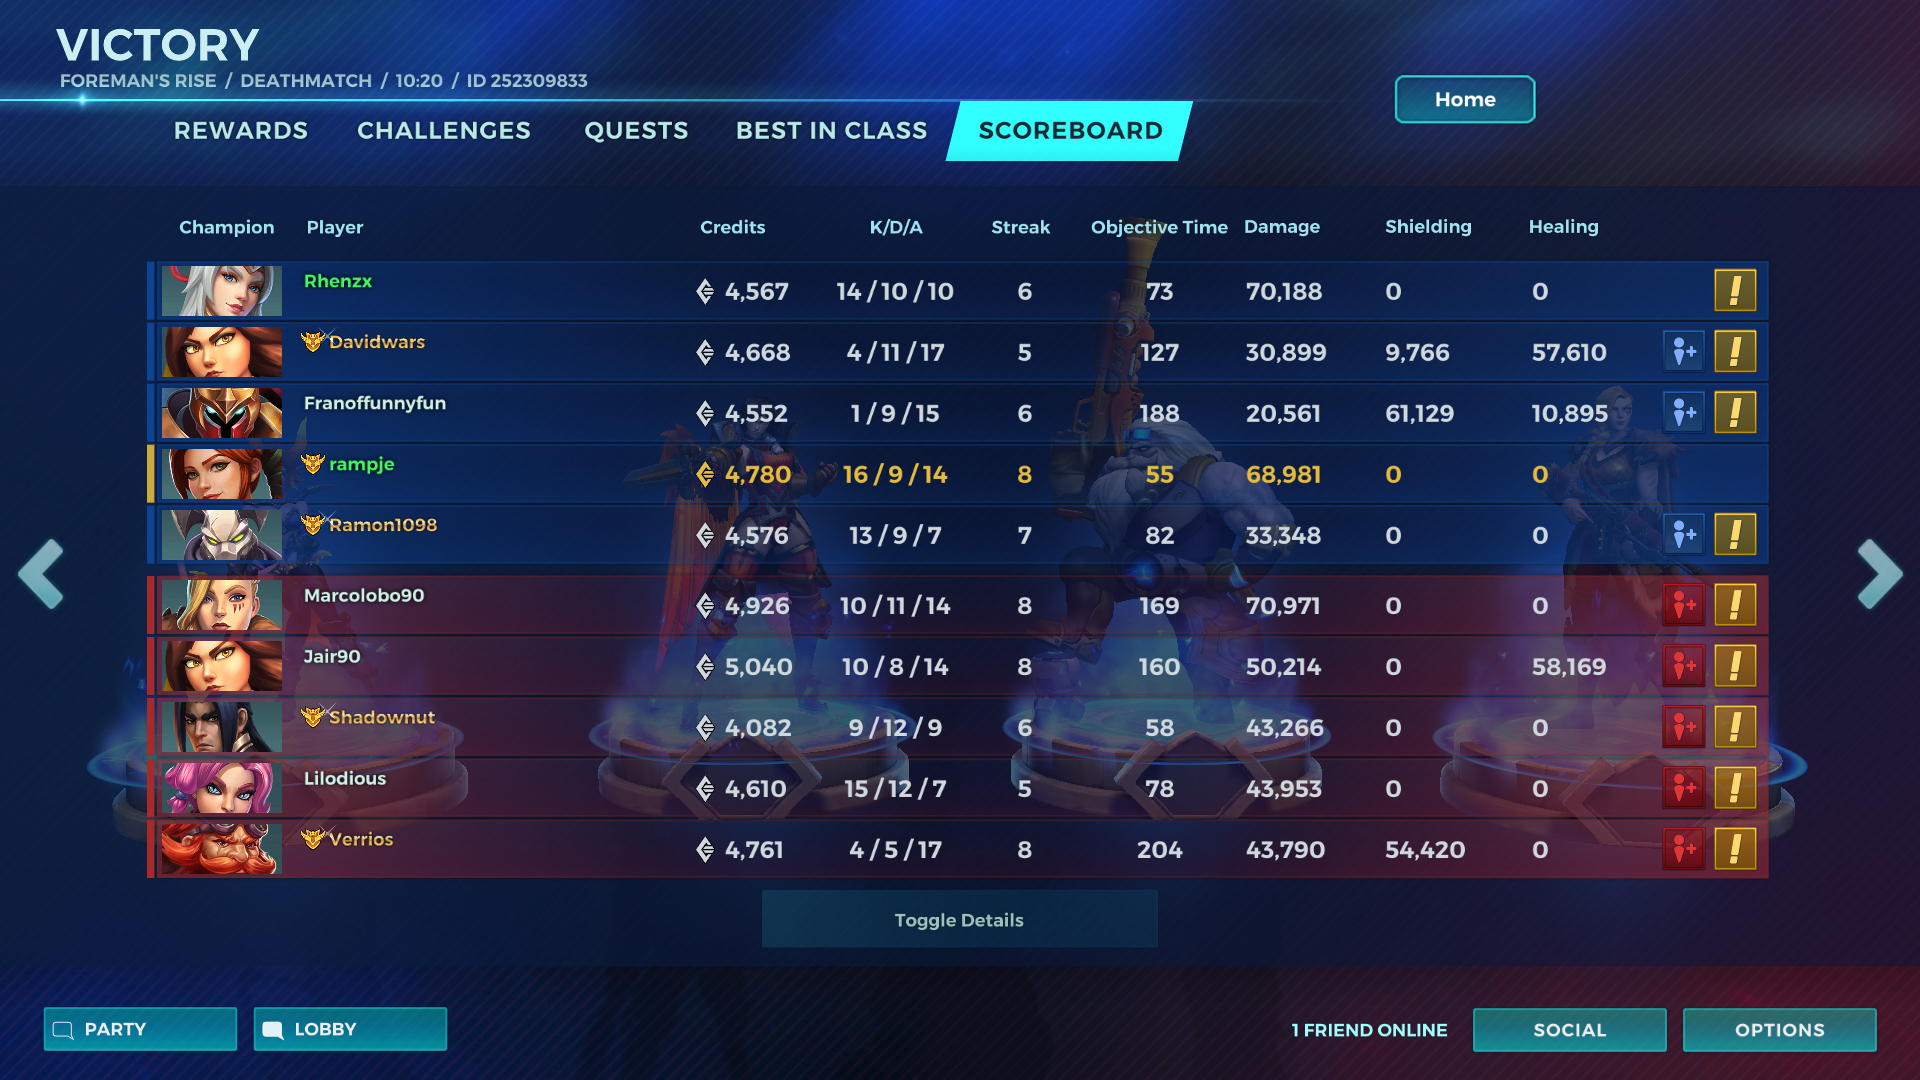 VICTORY
FOREMAN'S RISE / DEATHMATCH / 10:20 / ID 252309833
Home
REWARDS CHALLENGES QUESTS BEST IN CLASS SCOREBOARD
Champion Player Credits K/D/A Streak Objective Time Damage Shielding Healing
Rhenzx 4,567 14 / 10 / 10 6 73 70,188 0 0
Davidwars 4,668 4 / 11 / 17 5 127 30,899 9,766 57,610
Franoffunnyfun 4,552 1 / 9 / 15 6 188 20,561 61,129 10,895
rampje 4,780 16 / 9 / 14 8 55 68,981 0 0
Ramon1098 4,576 13 / 9 / 7 7 82 33,348 0 0
Marcolobo90 4,926 10 / 11 / 14 8 169 70,971 0 0
Jair90 5,040 10 / 8 / 14 8 160 50,214 0 58,169
Shadownut 4,082 9 / 12 / 9 6 58 43,266 0 0
Lilodious 4,610 15 / 12 / 7 5 78 43,953 0 0
Verrios 4,761 4 / 5 / 17 8 204 43,790 54,420 0
Toggle Details
PARTY LOBBY 1 FRIEND ONLINE SOCIAL OPTIONS